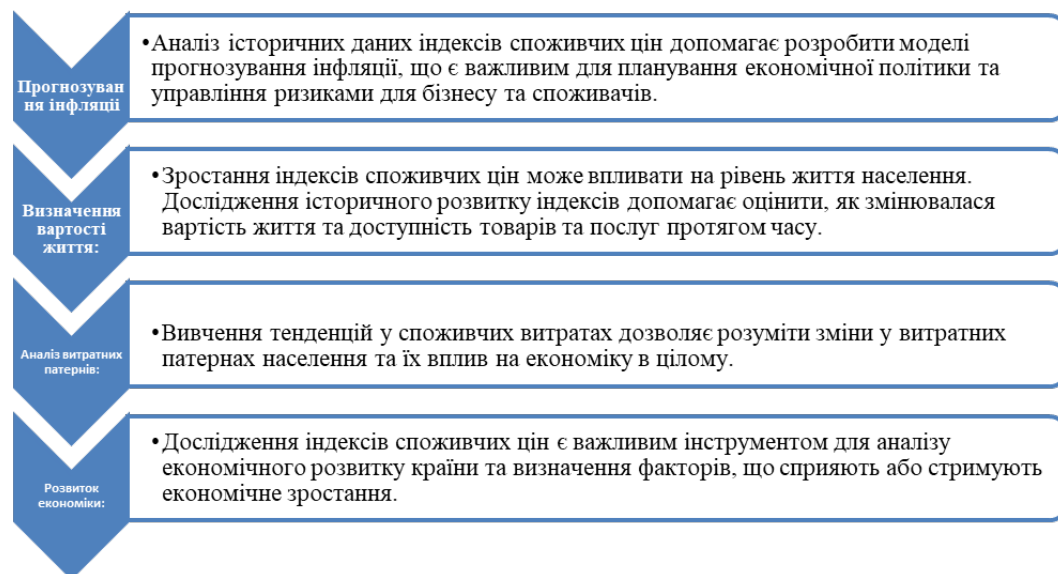 Прогнозуван
ня інфляції
•Аналіз історичних даних індексів споживчих цін допомагає розробити моделі
прогнозування інфляції, що є важливим для планування економічної політики та
управління ризиками для бізнесу та споживачів.
Визначення
вартості
життя:
•Зростання індексів споживчих цін може впливати на рівень життя населення.
Дослідження історичного розвитку індексів допомагає оцінити, як змінювалася
вартість життя та доступність товарів та послуг протягом часу.
Аналіз витратних
патернів:
•Вивчення тенденцій у споживчих витратах дозволяє розуміти зміни у витратних
патернах населення та їх вплив на економіку в цілому.
Розвиток
економіки:
•Дослідження індексів споживчих цін є важливим інструментом для аналізу
економічного розвитку країни та визначення факторів, що сприяють або стримують
економічне зростання.